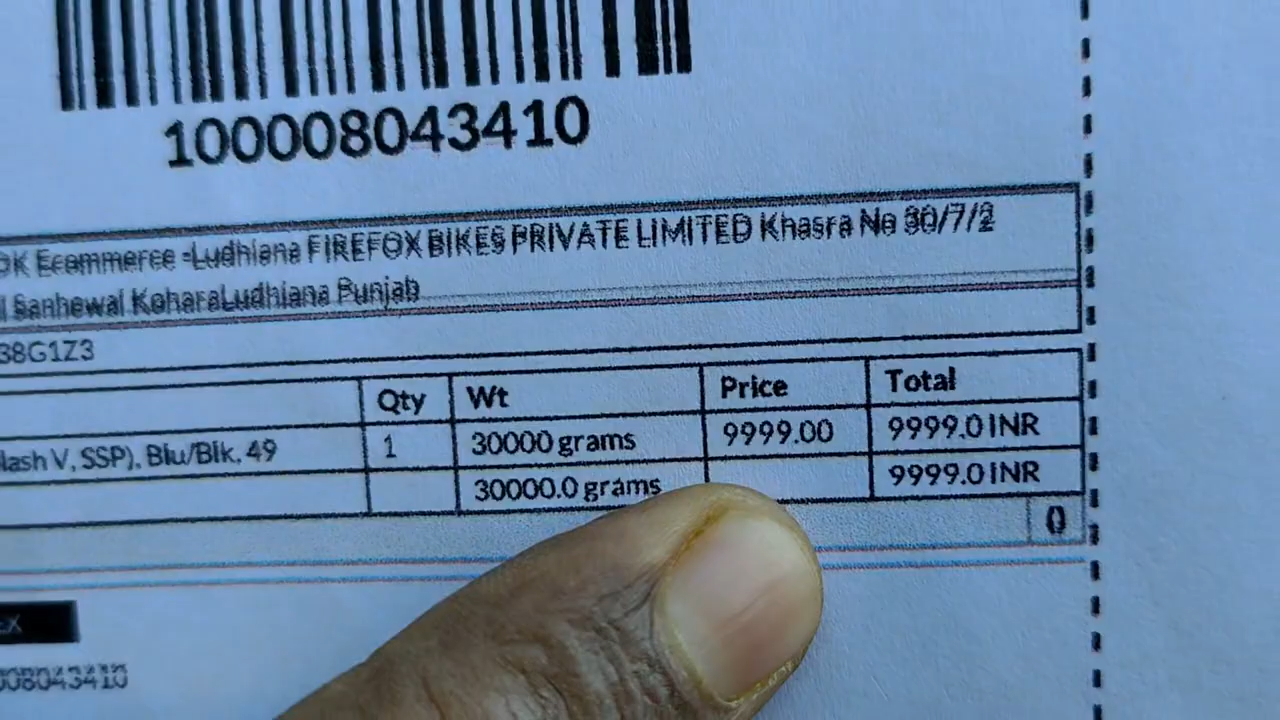 100008043410
DK Ecommerce -Ludhiana FIREFOX BIKES PRIVATE LIMITED Khasra No 30/7/2
Sanhewal KoharaLudhiana Punjab
38G1Z3
Qty Wt Price Total
lash V, SSP), Blu/Blk, 49 1 30000 grams 9999.00 9999.0 INR
30000.0 grams 9999.0 INR
0
008043410